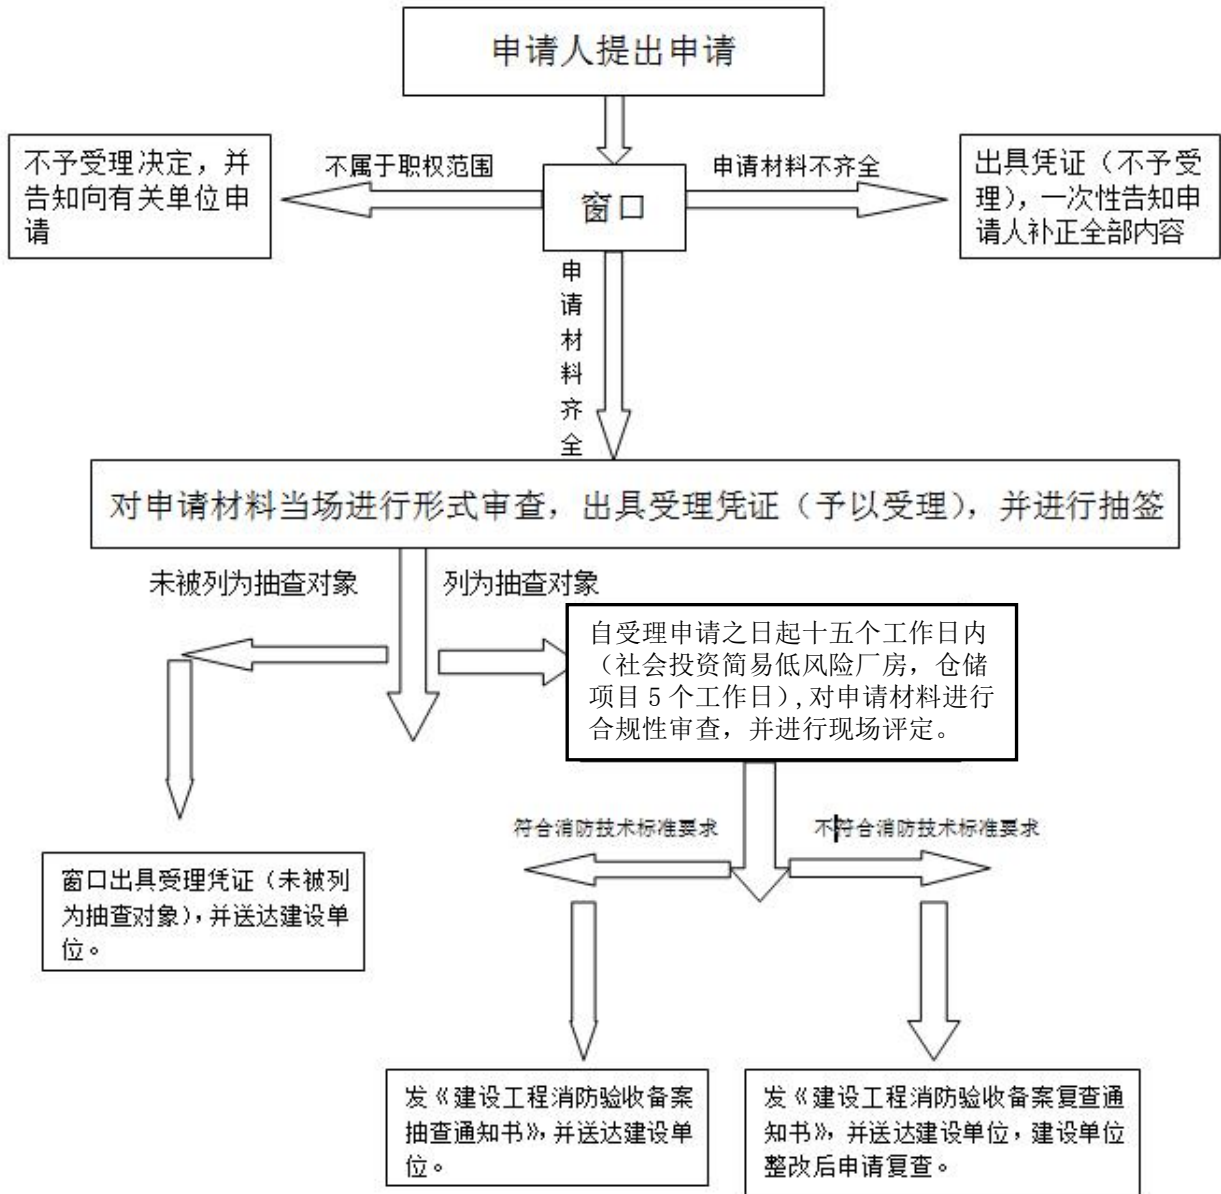 申请人提出申请
不予受理决定，并
告知向有关单位申
请
不属于职权范围
窗口
申请材料不齐全
出具凭证（不予受
理），一次性告知申
请人补正全部内容
申请材料齐全
对申请材料当场进行形式审查，出具受理凭证（予以受理），并进行抽签
未被列为抽查对象
列为抽查对象
自受理申请之日起十五个工作日内
（社会投资简易低风险厂房，仓储
项目5个工作日），对申请材料进行
合规性审查，并进行现场评定。
符合消防技术标准要求
不符合消防技术标准要求
窗口出具受理凭证（未被列
为抽查对象），并送达建设单
位。
发《建设工程消防验收备案
抽查通知书》，并送达建设单
位。
发《建设工程消防验收备案复查通
知书》，并送达建设单位，建设单位
整改后申请复查。